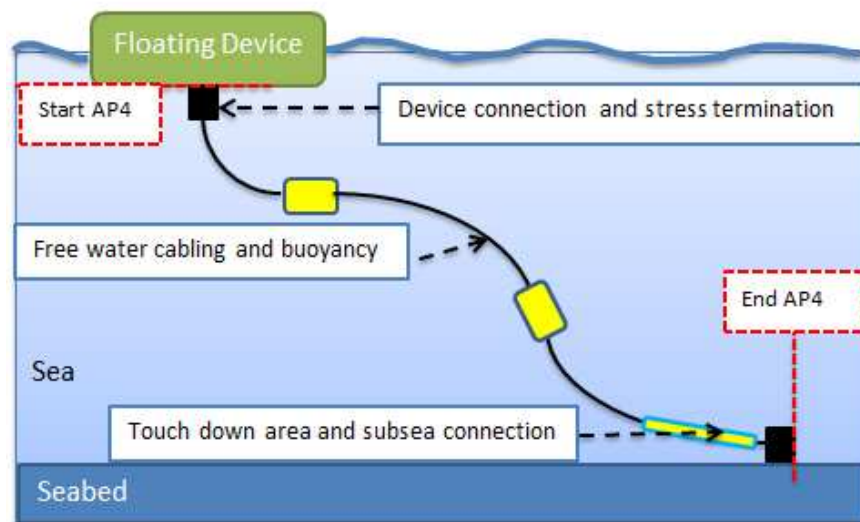 Floating Device
Start AP4
Device connection and stress termination
Free water cabling and buoyancy
End AP4
Sea
Touch down area and subsea connection
Seabed